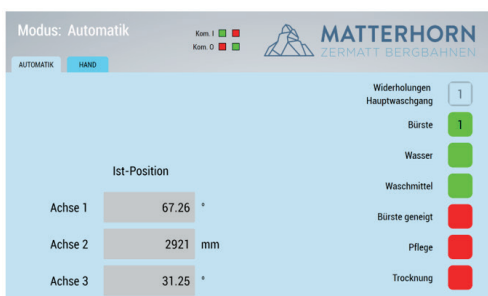 Modus: Automatik
Kom. I
Kom. O
MATTERHORN
ZERMATT BERGBAHNEN
AUTOMATIK
HAND
Widerholungen
Hauptwaschgang
1
Bürste
1
Wasser
Ist-Position
Waschmittel
Achse 1
67.26
°
Bürste geneigt
Achse 2
2921
mm
Pflege
Achse 3
31.25
°
Trocknung